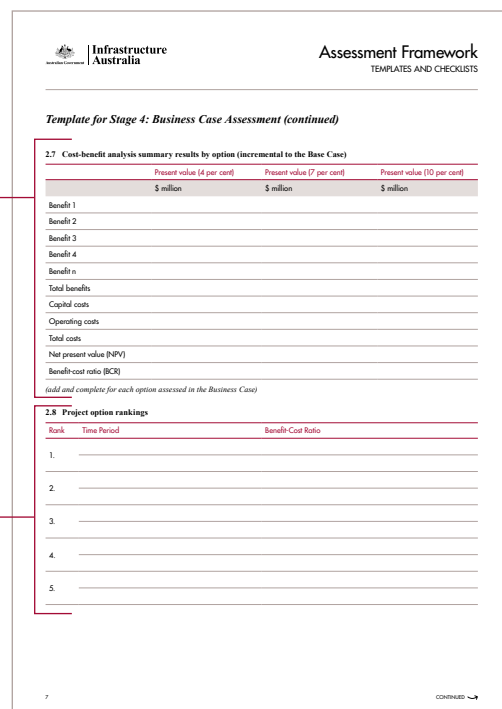 Infrastructure
Australia
Australian Government
Assessment Framework
TEMPLATES AND CHECKLISTS
Template for Stage 4: Business Case Assessment (continued)
2.7 Cost-benefit analysis summary results by option (incremental to the Base Case)
Present value (4 per cent) Present value (7 per cent) Present value (10 per cent)
$ million $ million $ million
Benefit 1
Benefit 2
Benefit 3
Benefit 4
Benefit n
Total benefits
Capital costs
Operating costs
Total costs
Net present value (NPV)
Benefit-cost ratio (BCR)
(add and complete for each option assessed in the Business Case)
2.8 Project option rankings
Rank Time Period Benefit-Cost Ratio
1.
2.
3.
4.
5.
7 CONTINUED